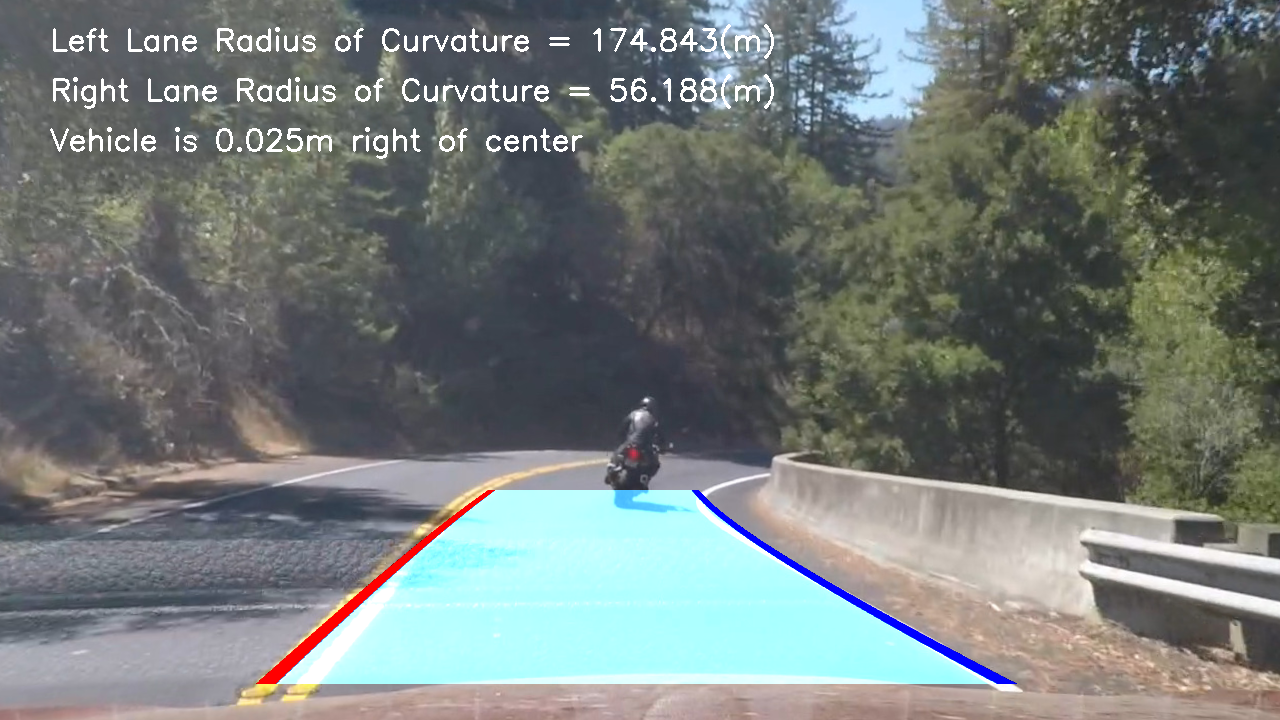 Left Lane Radius of Curvature = 174.843(m)
Right Lane Radius of Curvature = 56.188(m)
Vehicle is 0.025m right of center